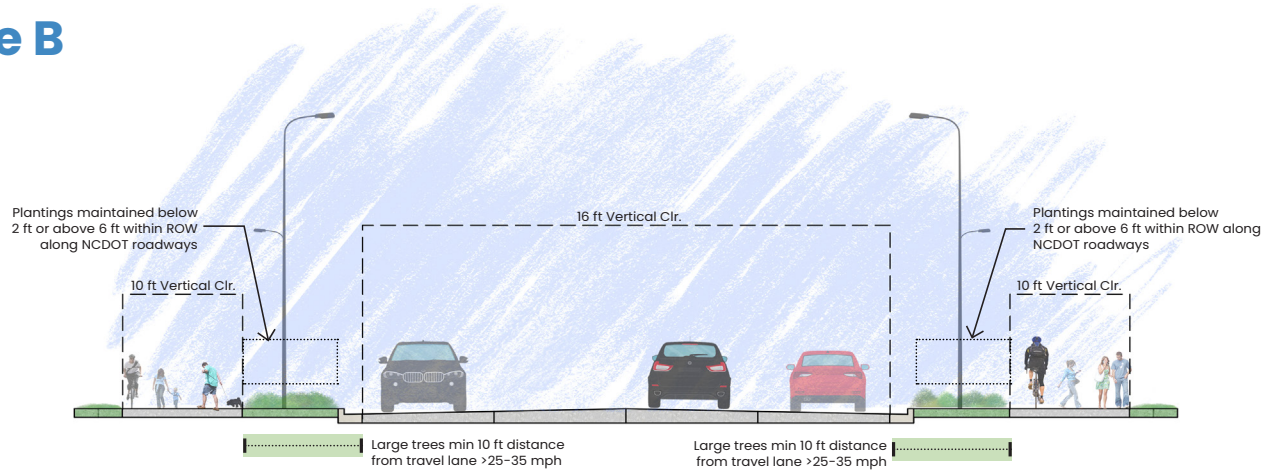 e B
16 ft Vertical Clr.
Plantings maintained below
2 ft or above 6 ft within ROW
along NCDOT roadways
Plantings maintained below
2 ft or above 6 ft within ROW along
NCDOT roadways
10 ft Vertical Clr.
10 ft Vertical Clr.
Large trees min 10 ft distance
from travel lane >25-35 mph
Large trees min 10 ft distance
from travel lane >25-35 mph